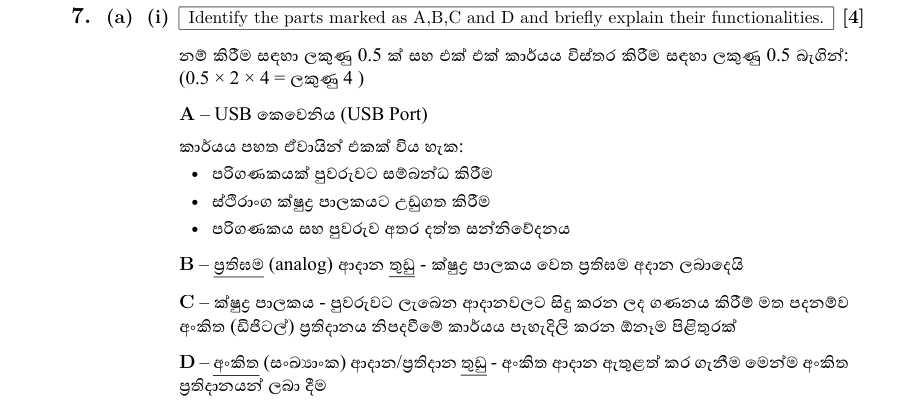 7. (a) (i) Identify the parts marked as A,B,C and D and briefly explain their functionalities. [4]
නම් කිරීම සඳහා ලකුණු 0.5 ක් සහ එක් එක් කාර්යය විස්තර කිරීම සඳහා ලකුණු 0.5 බැගින්:
(0.5 × 2 × 4 = ලකුණු 4 )
A – USB කෙවෙනිය (USB Port)
කාර්යය පහත ඒවායින් එකක් විය හැක:
• පරිගණකයක් පුවරුවට සම්බන්ධ කිරීම
• ස්ථිරාංග ක්ෂුද්‍ර පාලකයට උඩුගත කිරීම
• පරිගණකය සහ පුවරුව අතර දත්ත සන්නිවේදනය
B – ප්‍රතිසම (analog) ආදාන තුඩු - ක්ෂුද්‍ර පාලකය වෙත ප්‍රතිසම අදාන ලබාදෙයි
C – ක්ෂුද්‍ර පාලකය - පුවරුවට ලැබෙන ආදානවලට සිදු කරන ලද ගණනය කිරීම් මත පදනම්ව
අංකිත (ඩිජිටල්) ප්‍රතිදානය නිපදවීමේ කාර්යය පැහැදිලි කරන ඕනෑම පිළිතුරක්
D – අංකිත (සංඛ්‍යාංක) ආදාන/ප්‍රතිදාන තුඩු - අංකිත ආදාන ඇතුළත් කර ගැනීම මෙන්ම අංකිත
ප්‍රතිදානයන් ලබා දීම